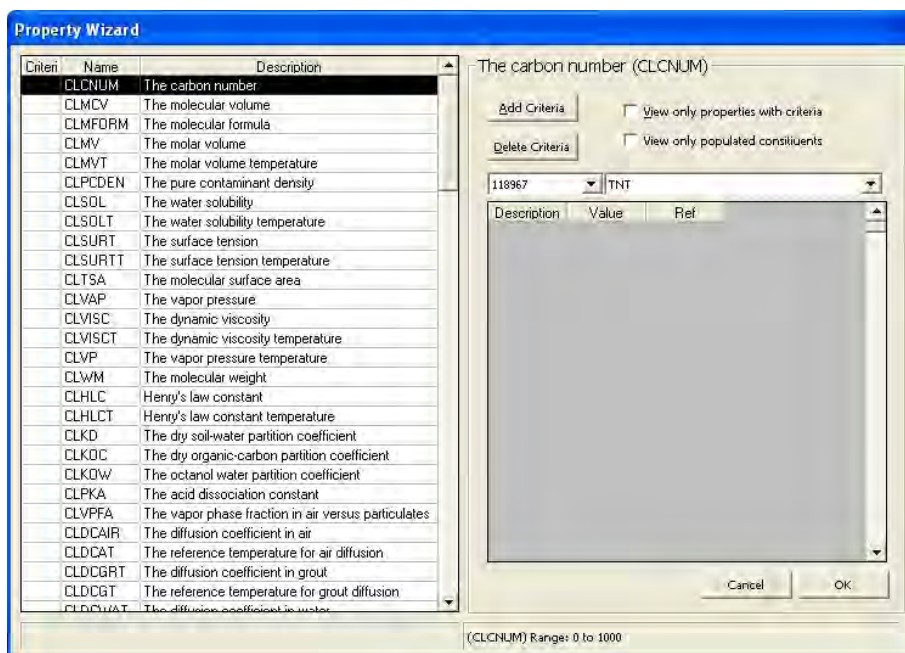 Property Wizard
Criteri Name Description
CLCNUM The carbon number
CLMCV The molecular volume
CLMFORM The molecular formula
CLMV The molar volume
CLMVT The molar volume temperature
CLPCDEN The pure contaminant density
CLSOL The water solubility
CLSOLT The water solubility temperature
CLSURT The surface tension
CLSURTT The surface tension temperature
CLTSA The molecular surface area
CLVAP The vapor pressure
CLVISC The dynamic viscosity
CLVISCT The dynamic viscosity temperature
CLVP The vapor pressure temperature
CLWM The molecular weight
CLHLC Henry's law constant
CLHLCT Henry's law constant temperature
CLKD The dry soil-water partition coefficient
CLKOC The dry organic-carbon partition coefficient
CLKOW The octanol water partition coefficient
CLPKA The acid dissociation constant
CLVPFA The vapor phase fraction in air versus particulates
CLDCAIR The diffusion coefficient in air
CLDCAT The reference temperature for air diffusion
CLDCGRT The diffusion coefficient in grout
CLDCGT The reference temperature for grout diffusion
CLDCWAT The diffusion coefficient in water
The carbon number (CLCNUM)
Add Criteria
View only properties with criteria
Delete Criteria
View only populated constiuents
118967 TNT
Description Value Ref
Cancel OK
(CLCNUM) Range: 0 to 1000